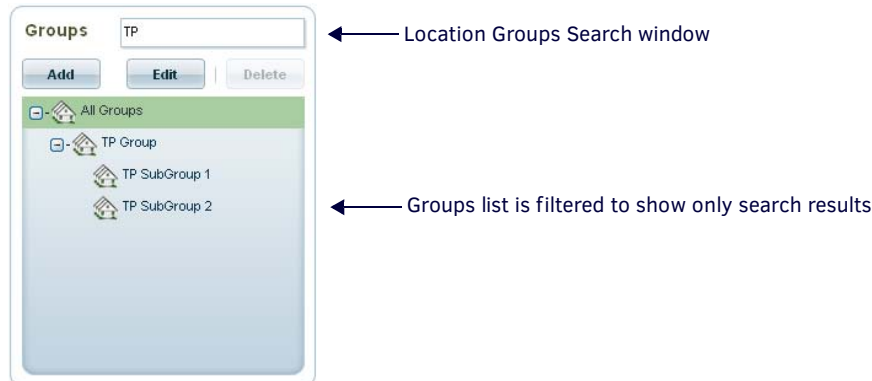 Groups TP
Location Groups Search window
Add Edit Delete
All Groups
TP Group
TP SubGroup 1
TP SubGroup 2
Groups list is filtered to show only search results